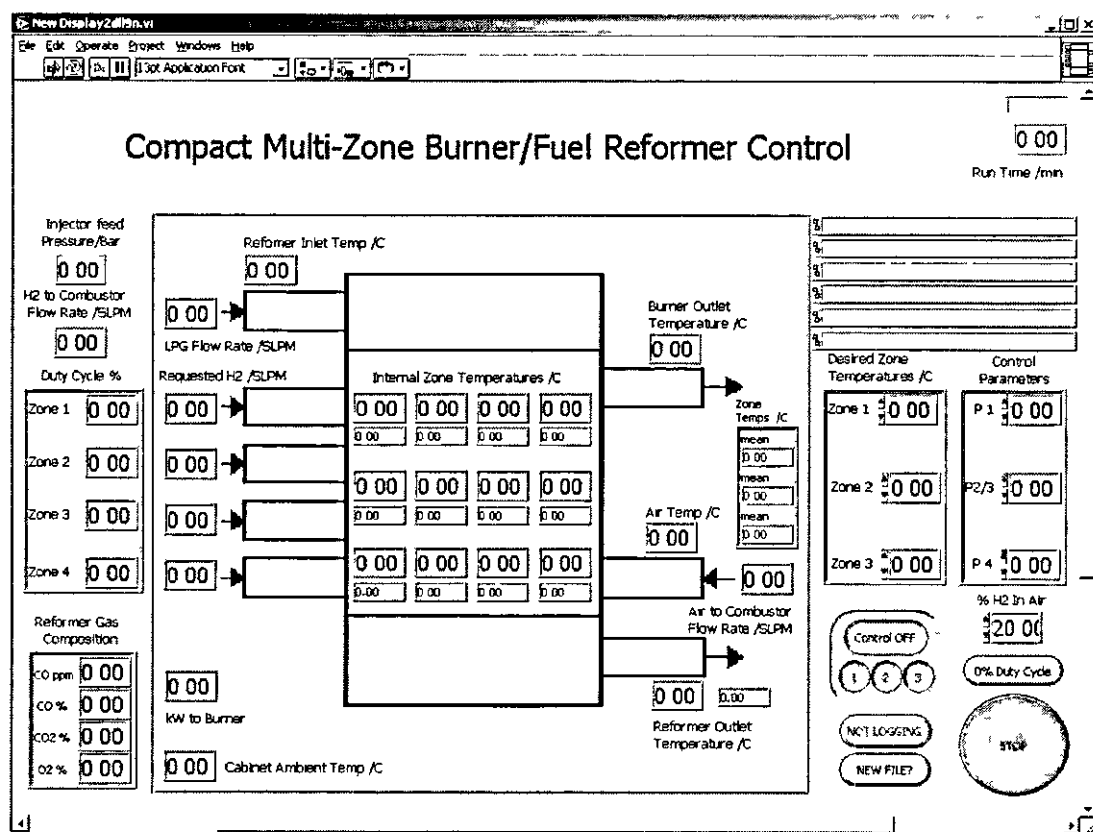 New Display2dll9n.vi
File Edit Operate Project Windows Help
13pt Application Font
Compact Multi-Zone Burner/Fuel Reformer Control
0 00
Run Time /min
Injector feed
Pressure/Bar
0 00
H2 to Combustor
Flow Rate /SLPM
0 00
Duty Cycle %
Zone 1 0 00
Zone 2 0 00
Zone 3 0 00
Zone 4 0 00
Reformer Gas
Composition
CO ppm 0 00
CO % 0 00
CO2 % 0 00
O2 % 0 00
Refomer Inlet Temp /C
0 00
0 00
LPG Flow Rate /SLPM
Requested H2 /SLPM
0 00
0 00
0 00
0 00
Internal Zone Temperatures /C
0 00 0 00 0 00 0 00
0 00 0 00 0 00 0 00
0 00 0 00 0 00 0 00
0 00 0 00 0 00 0 00
0 00 0 00 0 00 0 00
0.00 0 00 0 00 0 00
0 00
kW to Burner
0 00 Cabinet Ambient Temp /C
Burner Outlet
Temperature /C
0 00
Zone
Temps /C
mean
0 00
mean
0 00
mean
0 00
Air Temp /C
0 00
0 00
Air to Combustor
Flow Rate /SLPM
0 00 0.00
Reformer Outlet
Temperature /C
%
%
%
%
%
%
Desired Zone
Temperatures /C
Zone 1 0 00
Zone 2 0 00
Zone 3 0 00
Control
Parameters
P 1 0 00
P2/3 0 00
P 4 0 00
% H2 In Air
20 00
Control OFF
1 2 3
0% Duty Cycle
NOT LOGGING
NEW FILE?
STOP